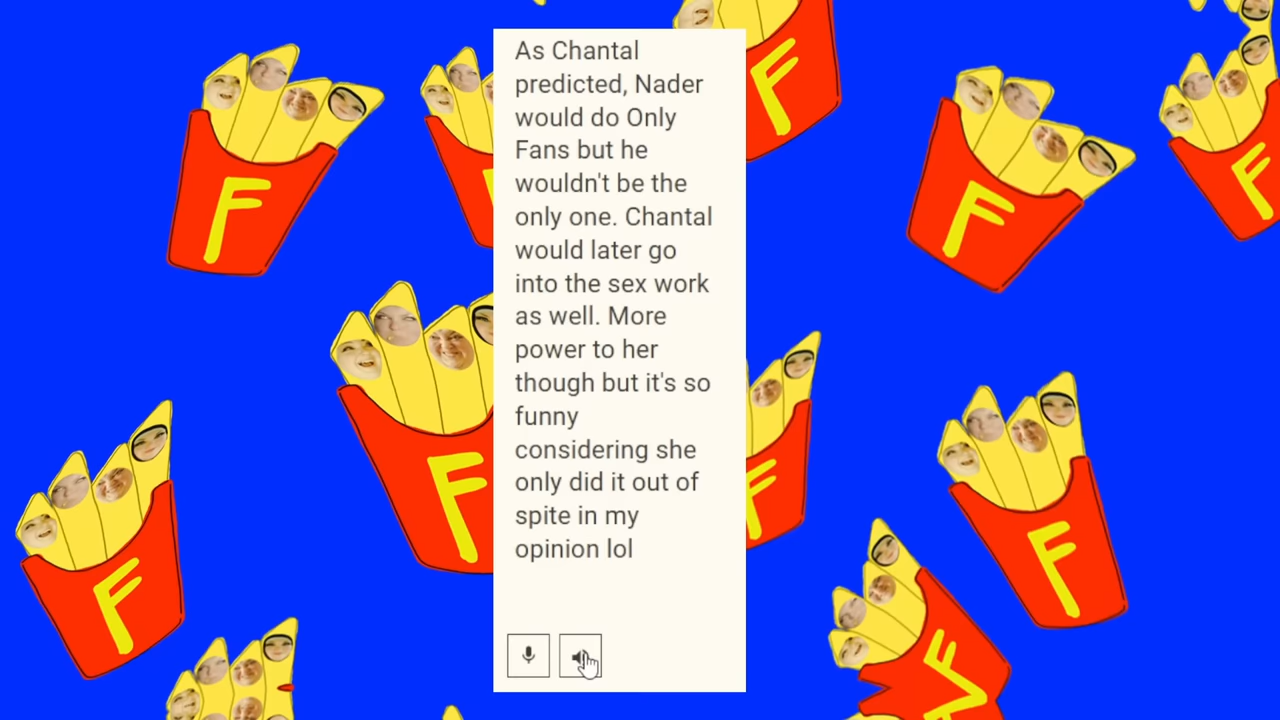 As Chantal
predicted, Nader
would do Only
Fans but he
wouldn't be the
only one. Chantal
would later go
into the sex work
as well. More
power to her
though but it's so
funny
considering she
only did it out of
spite in my
opinion lol
F
F
F
F
F
F
F
F
F
F